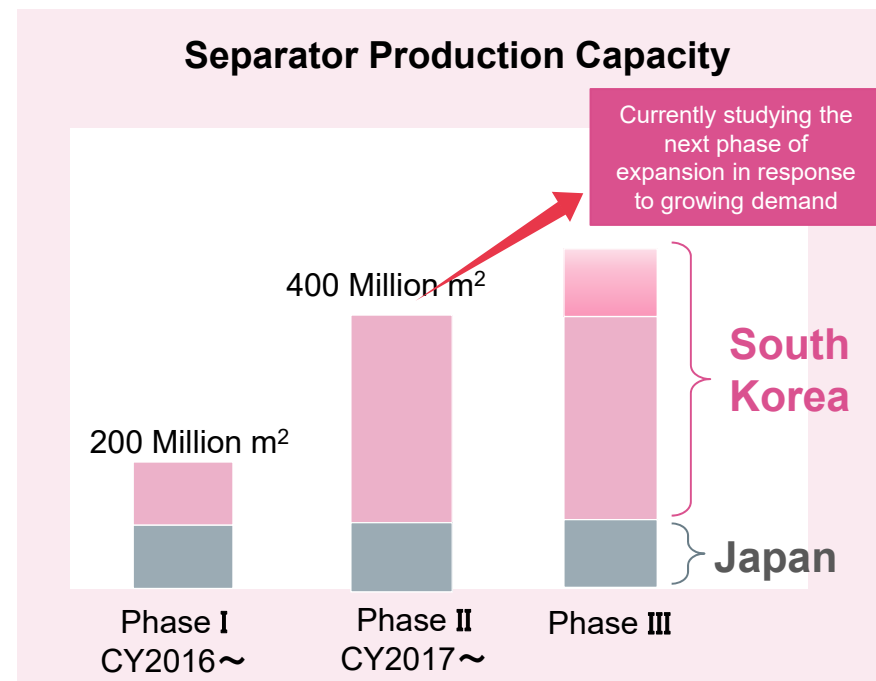 Separator Production Capacity
Currently studying the
next phase of
expansion in response
to growing demand
400 Million m²
200 Million m²
South
Korea
Japan
Phase Ⅰ
CY2016～
Phase Ⅱ
CY2017～
Phase Ⅲ